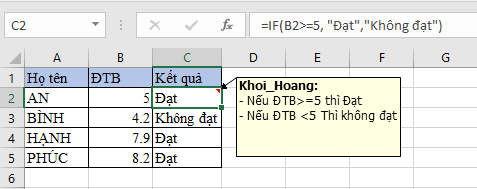 C2 fx =IF(B2>=5, "Đạt","Không đạt")
A B C D E F G
1 Họ tên ĐTB Kết quả
2 AN 5 Đạt
3 BÌNH 4.2 Không đạt
4 HẠNH 7.9 Đạt
5 PHÚC 8.2 Đạt
6
Khoi_Hoang:
- Nếu ĐTB>=5 thì Đạt
- Nếu ĐTB <5 Thì không đạt